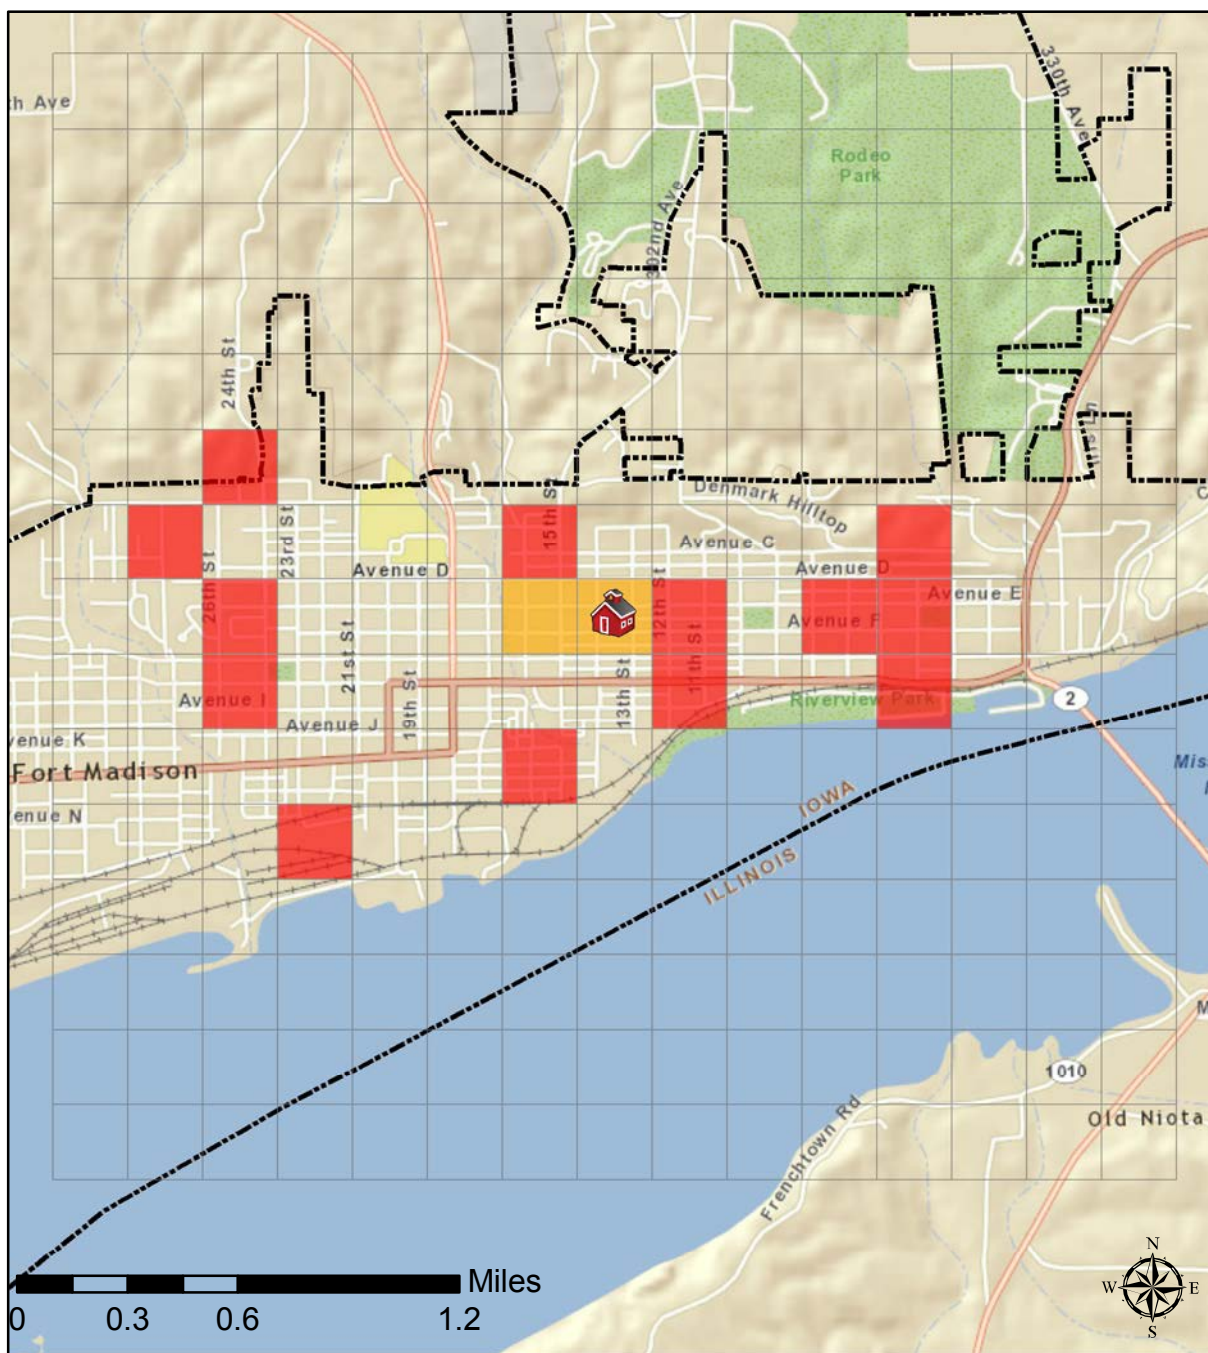 th Ave
330th Ave
Rodeo
Park
302nd Ave
24th St
Denmark Hilltop
15th St
Avenue C
23rd St
Avenue D
Avenue D
26th St
12th St
Avenue E
Avenue F
21st St
11th St
19th St
13th St
Avenue I
Riverview Park
2
Avenue J
venue K
Fort Madison
Mis
venue N
IOWA
ILLINOIS
M
1010
Frenchtown Rd
Old Niota
N
W
E
S
Miles
0
0.3
0.6
1.2